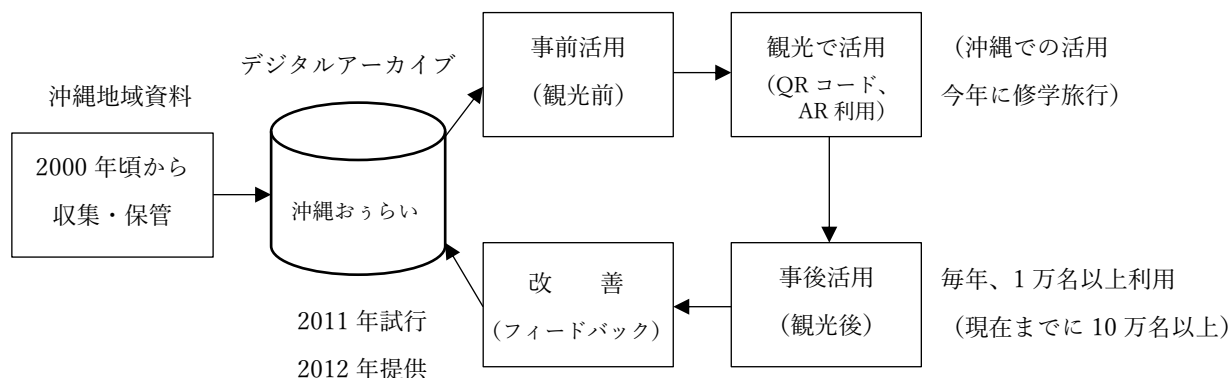 沖縄地域資料
2000 年頃から
収集・保管
デジタルアーカイブ
沖縄おぅらい
2011 年試行
2012 年提供
事前活用
(観光前)
観光で活用
(QR コード、
AR 利用)
(沖縄での活用
今年に修学旅行)
事後活用
(観光後)
毎年、1 万名以上利用
(現在までに 10 万名以上)
改　善
(フィードバック)